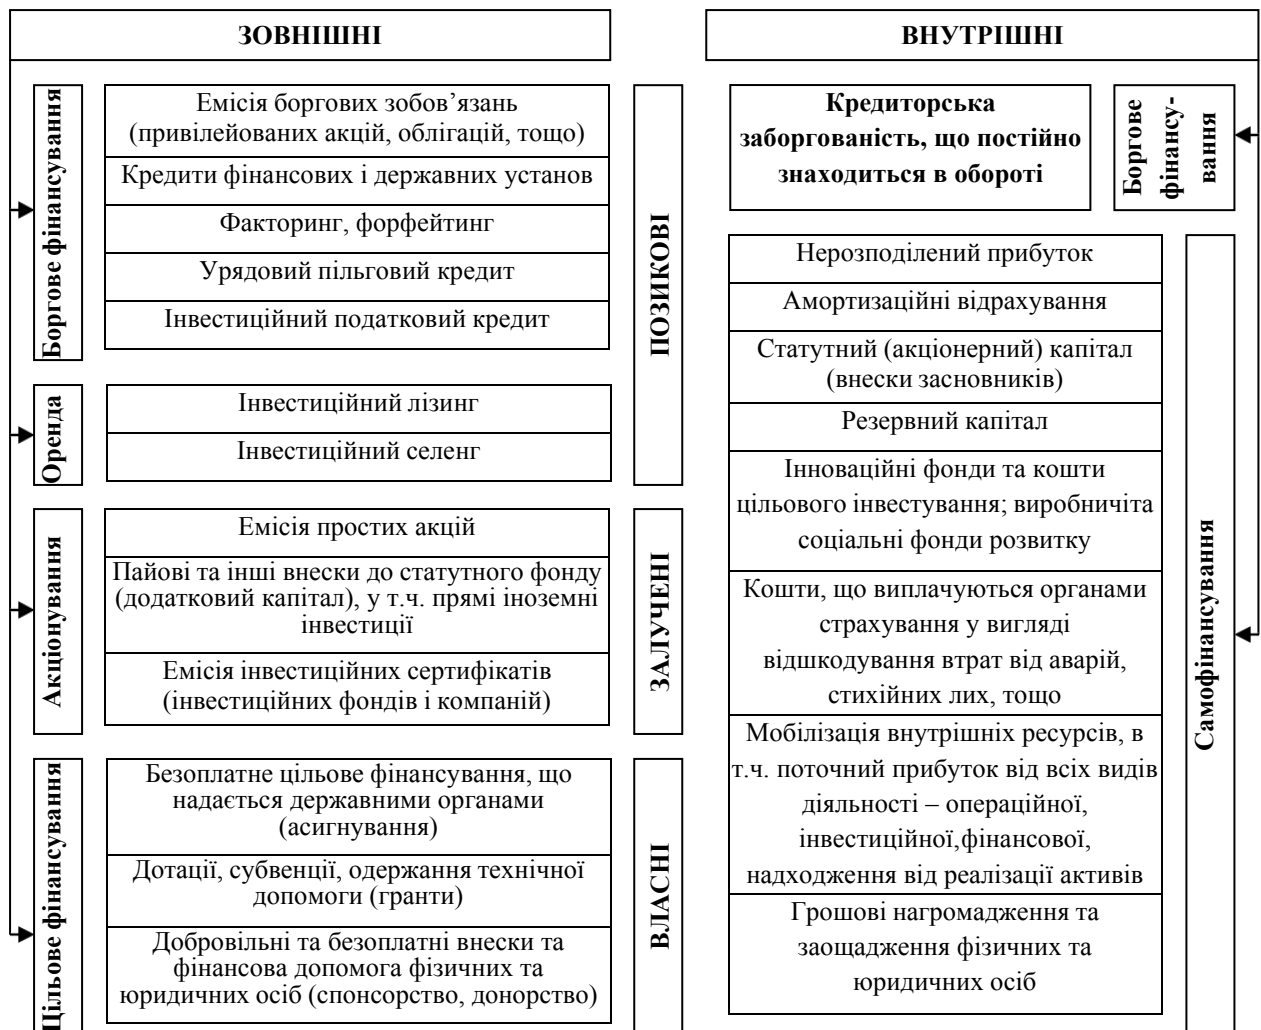 ЗОВНІШНІ
ВНУТРІШНІ
Боргове фінансування
Емісія боргових зобов’язань
(привілейованих акцій, облігацій, тощо)
Кредити фінансових і державних установ
Факторинг, форфейтинг
Урядовий пільговий кредит
Інвестиційний податковий кредит
Оренда
Інвестиційний лізинг
Інвестиційний селенг
ПОЗИКОВІ
Акціонування
Емісія простих акцій
Пайові та інші внески до статутного фонду
(додатковий капітал), у т.ч. прямі іноземні
інвестиції
Емісія інвестиційних сертифікатів
(інвестиційних фондів і компаній)
ЗАЛУЧЕНІ
Цільове фінансування
Безоплатне цільове фінансування, що
надається державними органами
(асигнування)
Дотації, субвенції, одержання технічної
допомоги (гранти)
Добровільні та безоплатні внески та
фінансова допомога фізичних та
юридичних осіб (спонсорство, донорство)
ВЛАСНІ
Кредиторська
заборгованість, що постійно
знаходиться в обороті
Боргове
фінансу-
вання
Нерозподілений прибуток
Амортизаційні відрахування
Статутний (акціонерний) капітал
(внески засновників)
Резервний капітал
Інноваційні фонди та кошти
цільового інвестування; виробничіта
соціальні фонди розвитку
Кошти, що виплачуються органами
страхування у вигляді
відшкодування втрат від аварій,
стихійних лих, тощо
Мобілізація внутрішніх ресурсів, в
т.ч. поточний прибуток від всіх видів
діяльності – операційної,
інвестиційної,фінансової,
надходження від реалізації активів
Грошові нагромадження та
заощадження фізичних та
юридичних осіб
Самофінансування